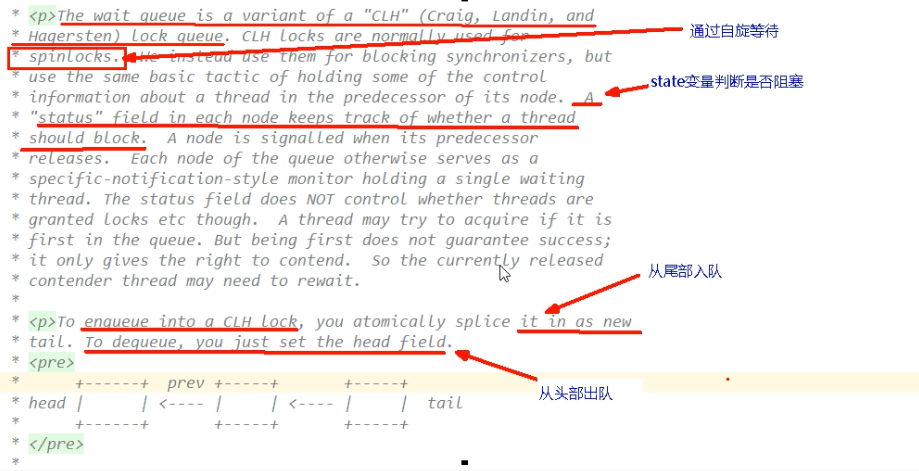 * <p>The wait queue is a variant of a "CLH" (Craig, Landin, and
* Hagersten) lock queue. CLH locks are normally used for
通过自旋等待
* spinlocks. We instead use them for blocking synchronizers, but
* use the same basic tactic of holding some of the control
state变量判断是否阻塞
* information about a thread in the predecessor of its node.  A
* "status" field in each node keeps track of whether a thread
* should block.  A node is signalled when its predecessor
* releases.  Each node of the queue otherwise serves as a
* specific-notification-style monitor holding a single waiting
* thread. The status field does NOT control whether threads are
* granted locks etc though.  A thread may try to acquire if it is
* first in the queue. But being first does not guarantee success;
* it only gives the right to contend.  So the currently released
从尾部入队
* contender thread may need to rewait.
*
* <p>To enqueue into a CLH lock, you atomically splice it in as new
* tail. To dequeue, you just set the head field.
* <pre>
*      +------+  prev +-----+       +-----+
从头部出队
* head |      | <---- |     | <---- |     |  tail
*      +------+       +-----+       +-----+
* </pre>
*